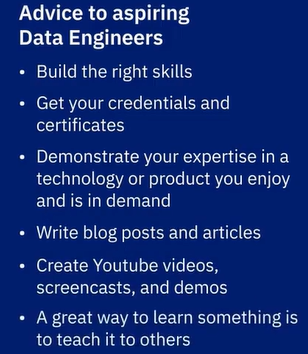 Advice to aspiring
Data Engineers
• Build the right skills
• Get your credentials and
certificates
• Demonstrate your expertise in a
technology or product you enjoy
and is in demand
• Write blog posts and articles
• Create Youtube videos,
screencasts, and demos
• A great way to learn something is
to teach it to others